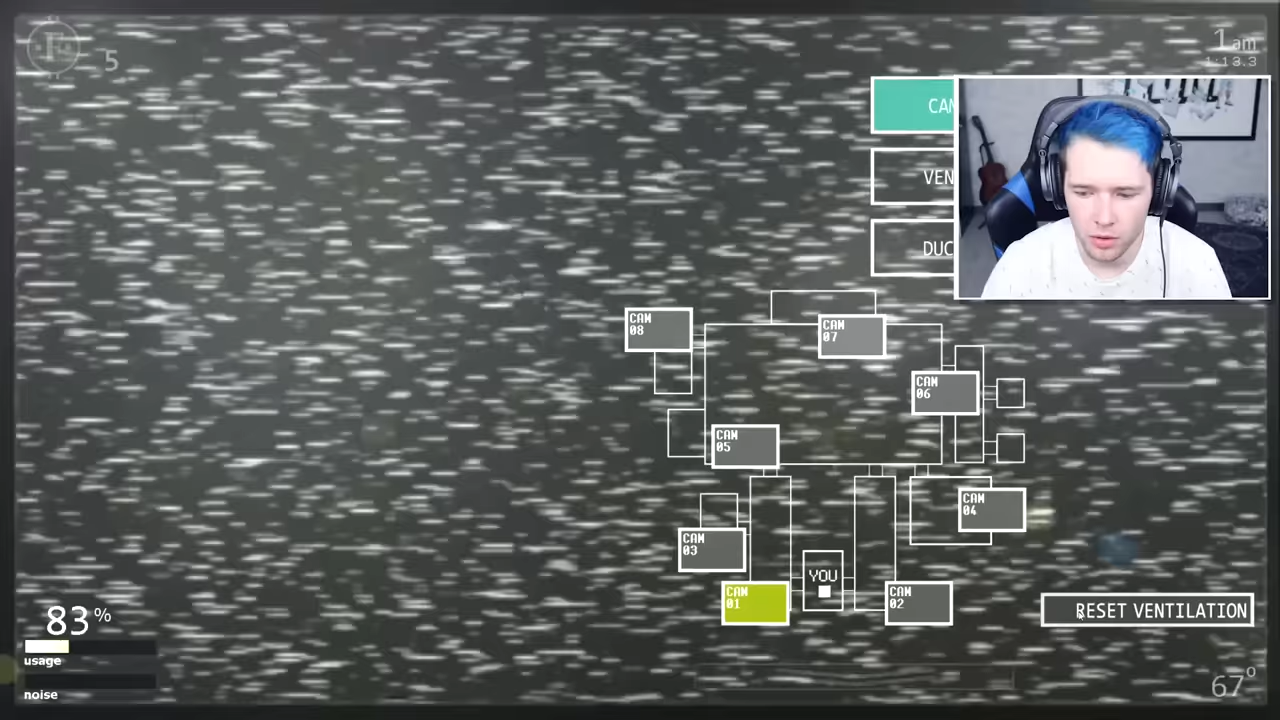 5
1am
1:13.3
CAM
VEN
DUC
CAM
08
CAM
07
CAM
06
CAM
05
CAM
04
CAM
03
YOU
CAM
01
CAM
02
RESET VENTILATION
83%
usage
noise
67°